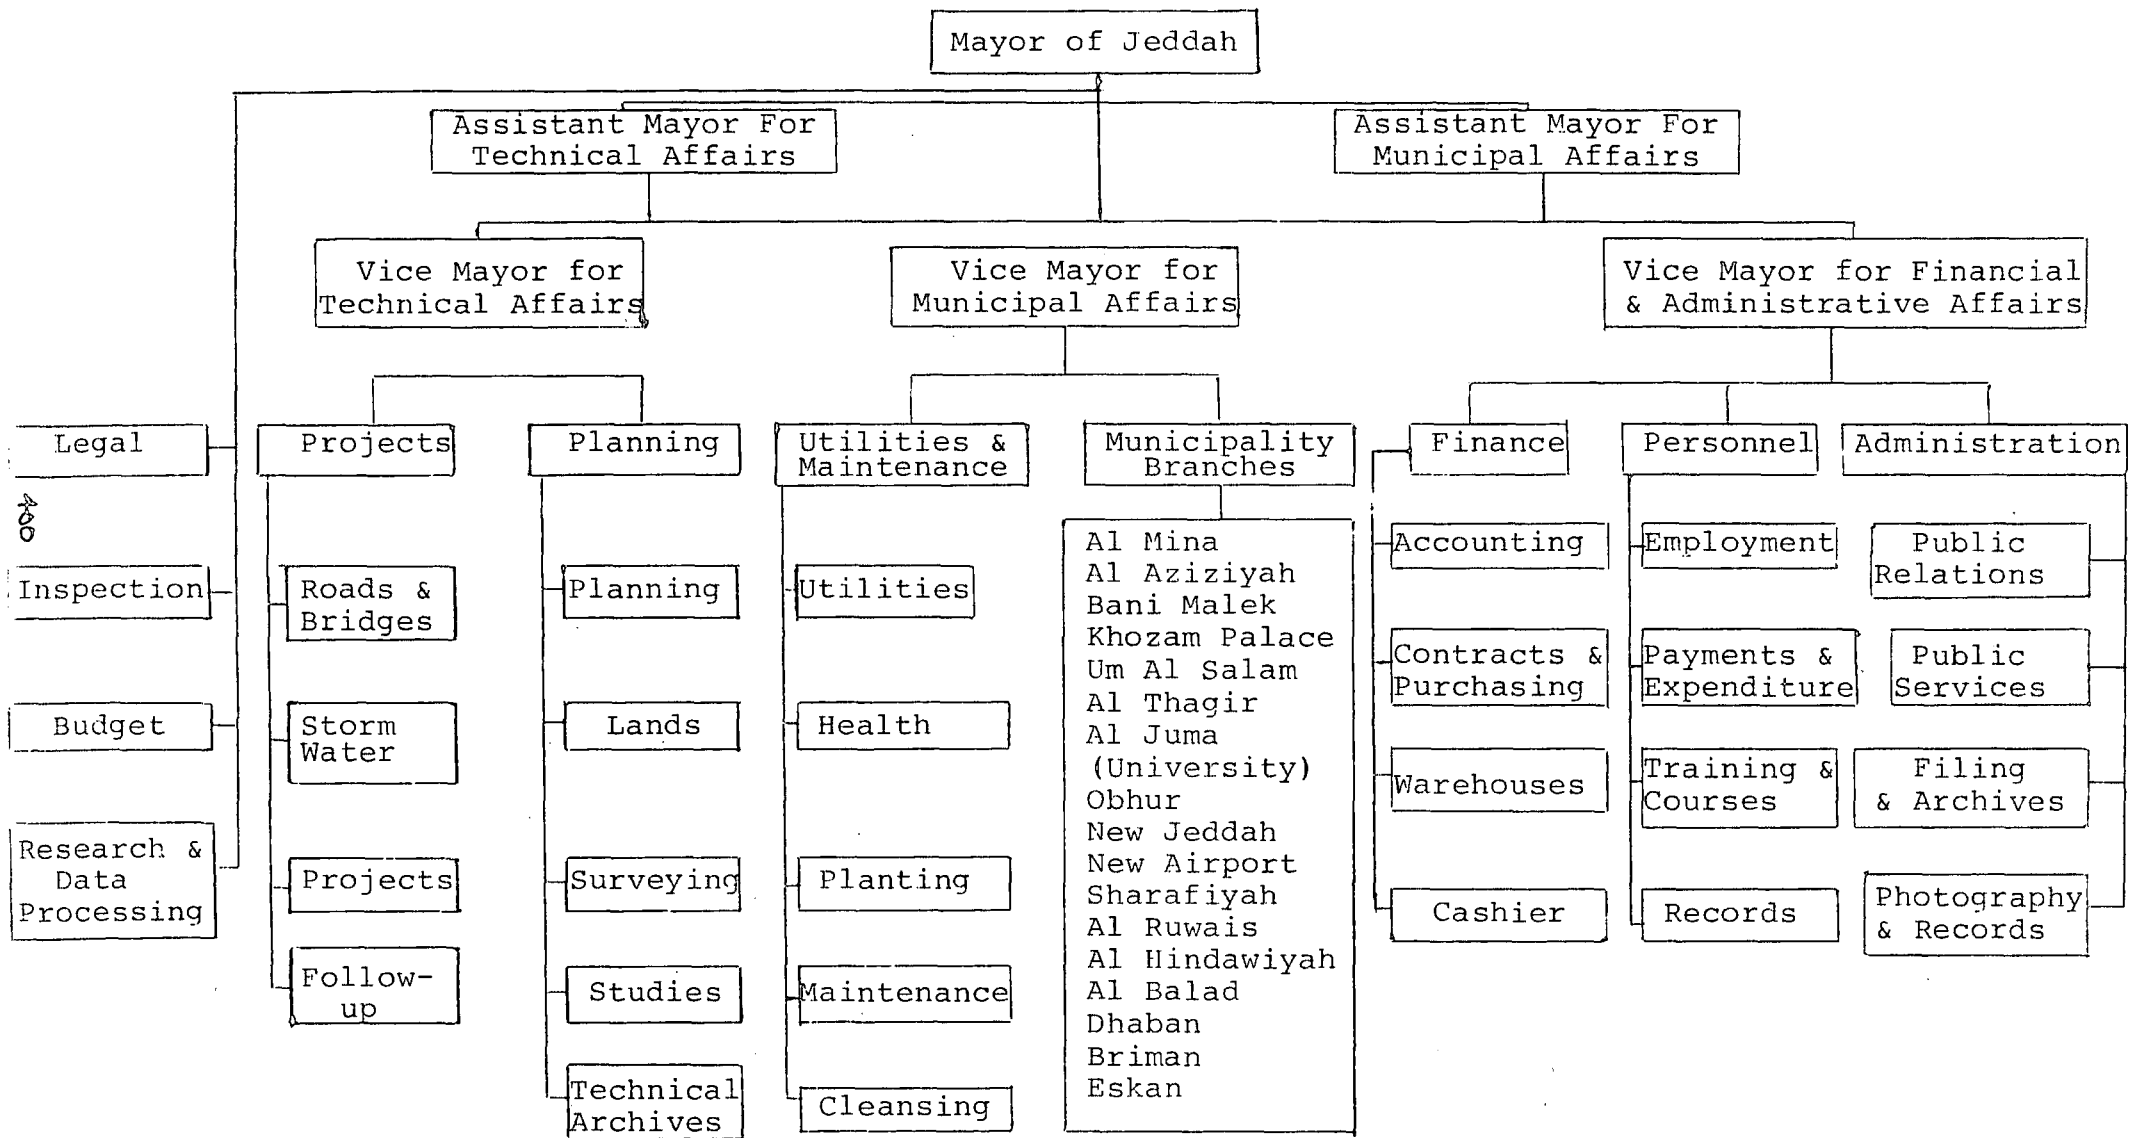 Mayor of Jeddah
Assistant Mayor For
Technical Affairs
Assistant Mayor For
Municipal Affairs
Vice Mayor for
Technical Affairs
Vice Mayor for
Municipal Affairs
Vice Mayor for Financial
& Administrative Affairs
Legal
Inspection
Budget
Research &
Data
Processing
Projects
Roads &
Bridges
Storm
Water
Projects
Follow-
up
Planning
Planning
Lands
Surveying
Studies
Technical
Archives
Utilities &
Maintenance
Utilities
Health
Planting
Maintenance
Cleansing
Municipality
Branches
Al Mina
Al Aziziyah
Bani Malek
Khozam Palace
Um Al Salam
Al Thagir
Al Juma
(University)
Obhur
New Jeddah
New Airport
Sharafiyah
Al Ruwais
Al Hindawiyah
Al Balad
Dhaban
Briman
Eskan
Finance
Accounting
Contracts &
Purchasing
Warehouses
Cashier
Personnel
Employment
Payments &
Expenditure
Training &
Courses
Records
Administration
Public
Relations
Public
Services
Filing
& Archives
Photography
& Records